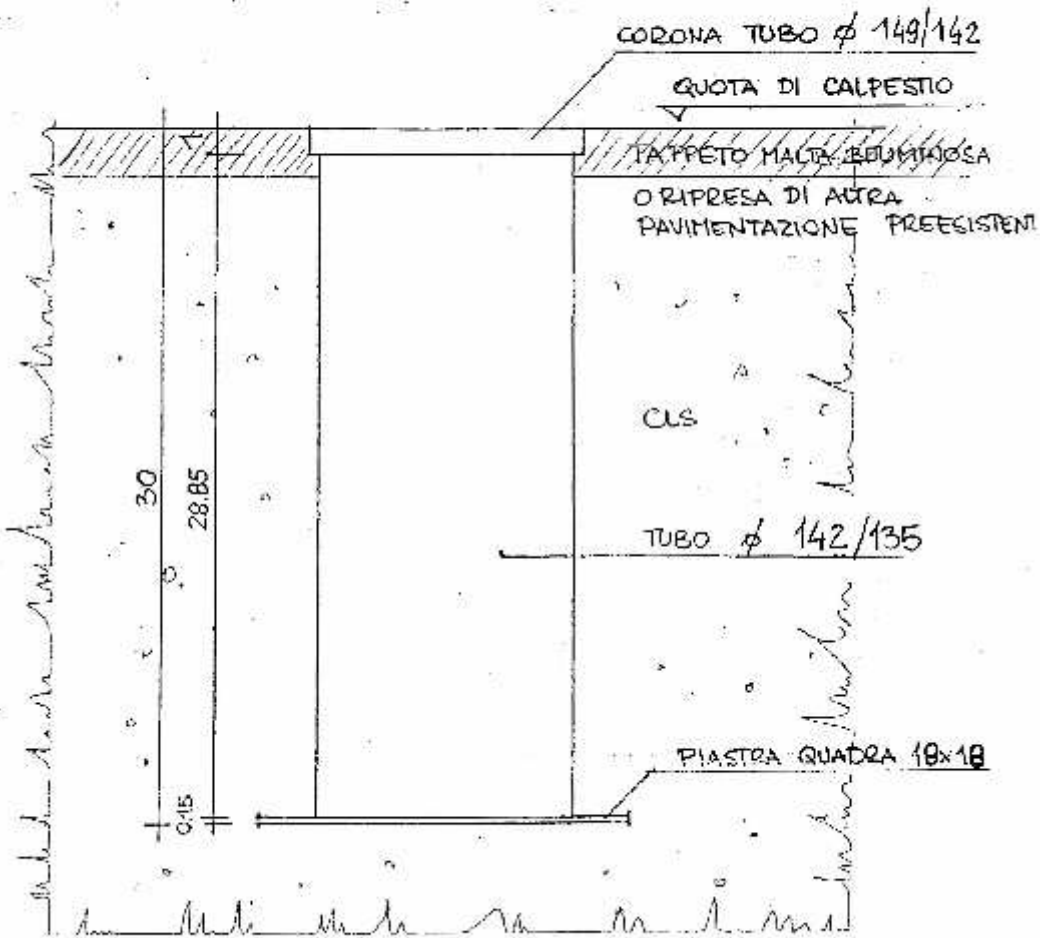 CORONA TUBO ϕ 149/142
QUOTA DI CALPESTIO
TAPPETO MALTA BITUMINOSA
O RIPRESA DI ALTRA
PAVIMENTAZIONE PREESISTENT
30
28.85
CLS
TUBO ϕ 142/135
PIASTRA QUADRA 18x18
0.15